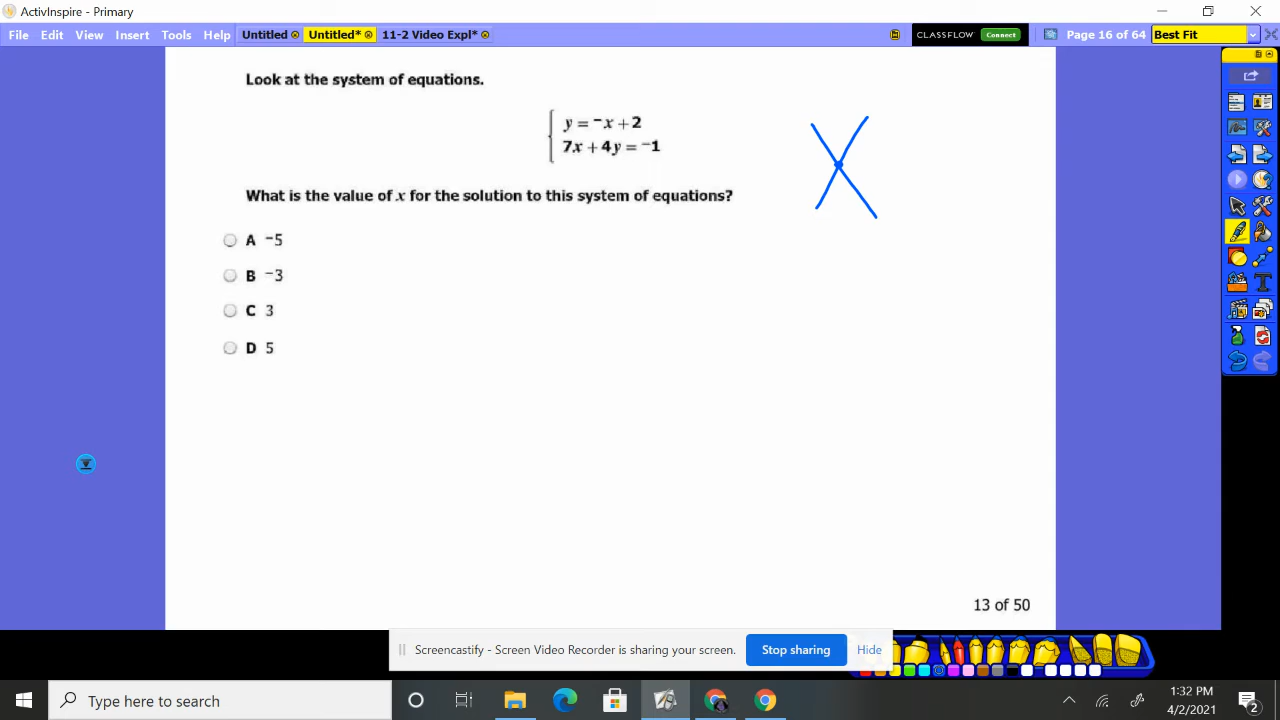 ActivInspire - Primary
File Edit View Insert Tools Help Untitled Untitled* 11-2 Video Expl* CLASSFLOW Connect Page 16 of 64 Best Fit
Look at the system of equations.
y = ⁻x + 2
7x + 4y = ⁻1
What is the value of x for the solution to this system of equations?
A ⁻5
B ⁻3
C 3
D 5
13 of 50
Screencastify - Screen Video Recorder is sharing your screen. Stop sharing Hide
Type here to search
1:32 PM
4/2/2021
2